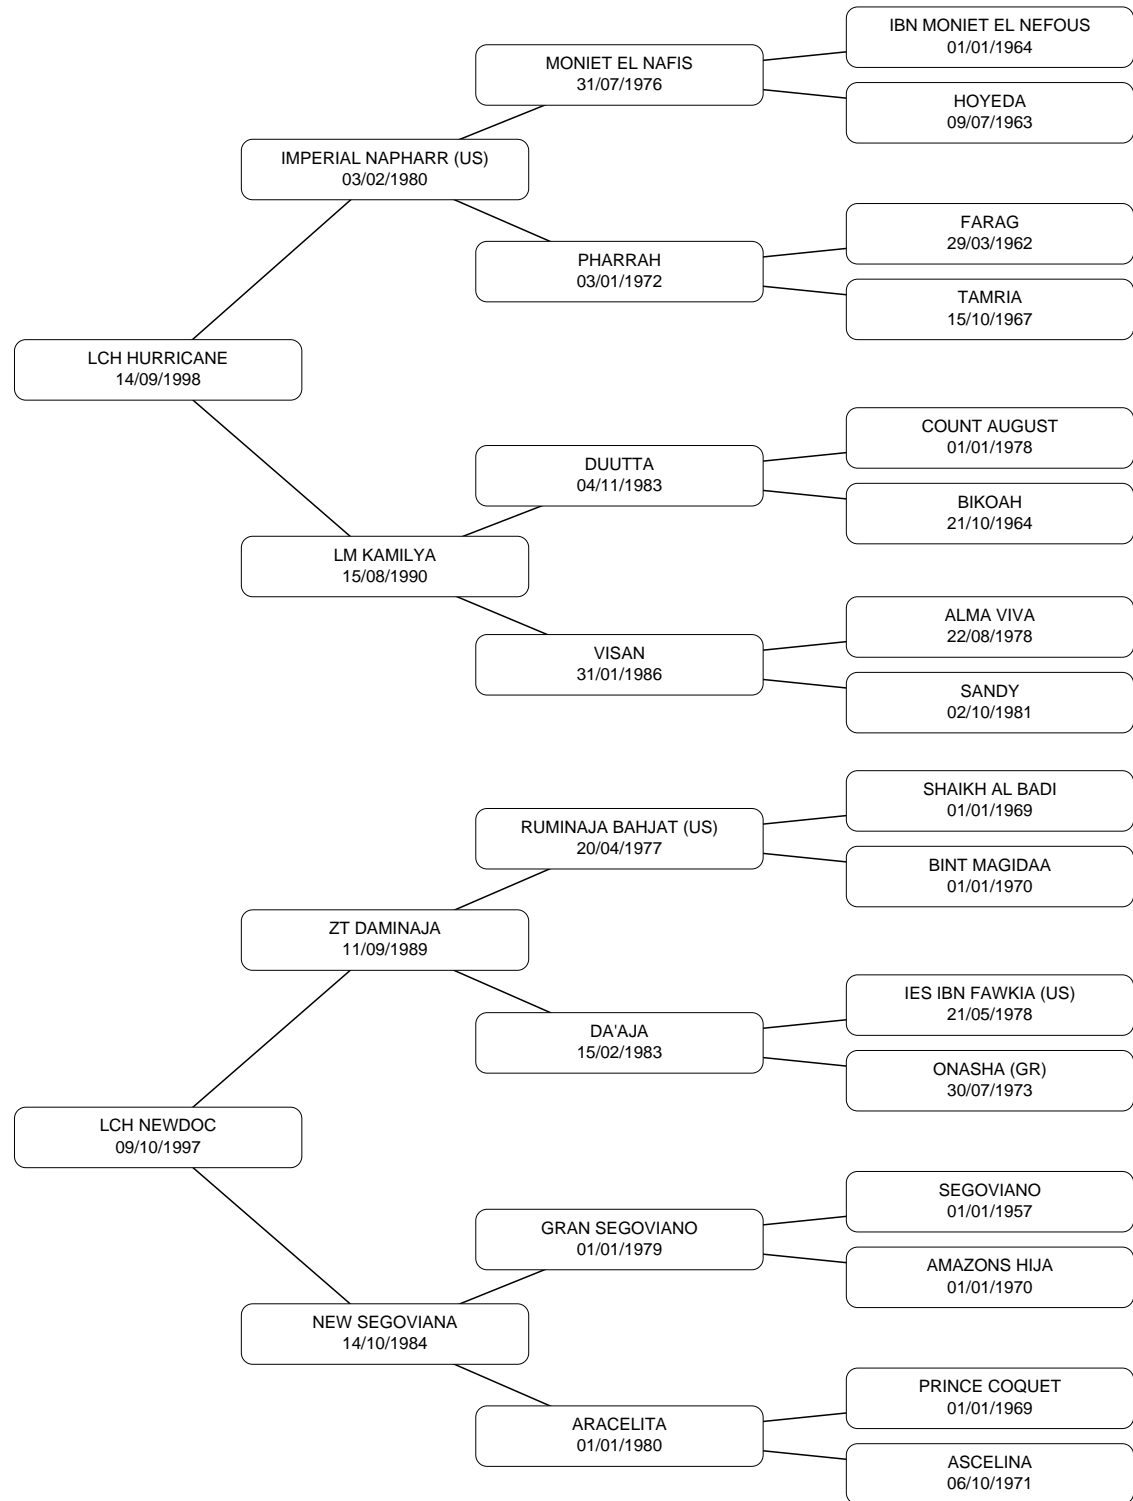 IBN MONIET EL NEFOUS
01/01/1964
MONIET EL NAFIS
31/07/1976
HOYEDA
09/07/1963
IMPERIAL NAPHARR (US)
03/02/1980
FARAG
29/03/1962
PHARRAH
03/01/1972
TAMRIA
15/10/1967
LCH HURRICANE
14/09/1998
COUNT AUGUST
01/01/1978
DUUTTA
04/11/1983
BIKOAH
21/10/1964
LM KAMILYA
15/08/1990
ALMA VIVA
22/08/1978
VISAN
31/01/1986
SANDY
02/10/1981
SHAIKH AL BADI
01/01/1969
RUMINAJA BAHJAT (US)
20/04/1977
BINT MAGIDAA
01/01/1970
ZT DAMINAJA
11/09/1989
IES IBN FAWKIA (US)
21/05/1978
DA'AJA
15/02/1983
ONASHA (GR)
30/07/1973
LCH NEWDOC
09/10/1997
SEGOVIANO
01/01/1957
GRAN SEGOVIANO
01/01/1979
AMAZONS HIJA
01/01/1970
NEW SEGOVIANA
14/10/1984
PRINCE COQUET
01/01/1969
ARACELITA
01/01/1980
ASCELINA
06/10/1971